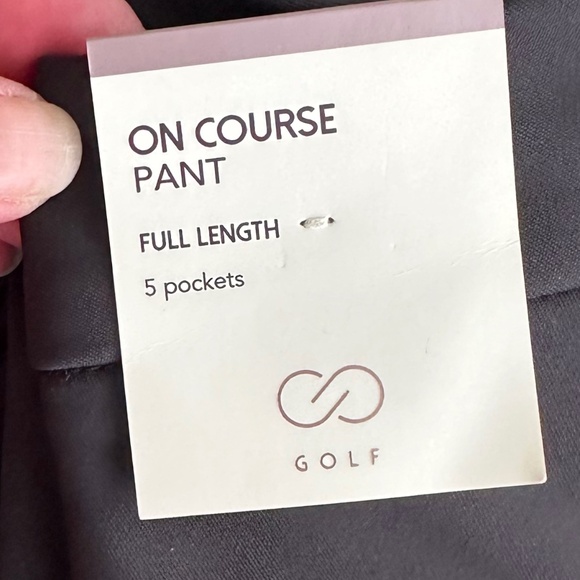 ON COURSE
PANT
FULL LENGTH
5 pockets
GOLF